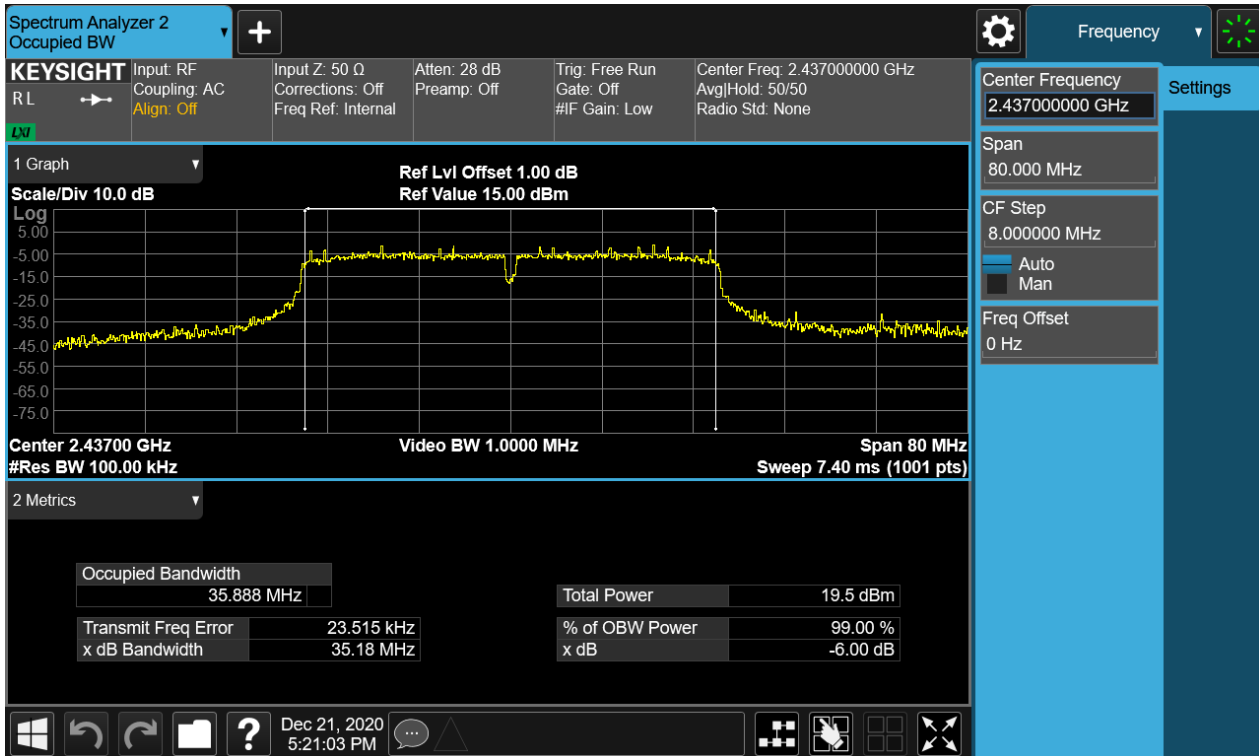 Spectrum Analyzer 2
Occupied BW
+
Frequency
KEYSIGHT
R L
LXI
Input: RF
Coupling: AC
Align: Off
Input Z: 50 Ω
Corrections: Off
Freq Ref: Internal
Atten: 28 dB
Preamp: Off
Trig: Free Run
Gate: Off
#IF Gain: Low
Center Freq: 2.437000000 GHz
Avg|Hold: 50/50
Radio Std: None
Center Frequency
2.437000000 GHz
Settings
Span
80.000 MHz
CF Step
8.000000 MHz
Auto
Man
Freq Offset
0 Hz
1 Graph
Scale/Div 10.0 dB
Ref Lvl Offset 1.00 dB
Ref Value 15.00 dBm
Log
5.00
-5.00
-15.0
-25.0
-35.0
-45.0
-55.0
-65.0
-75.0
Center 2.43700 GHz
#Res BW 100.00 kHz
Video BW 1.0000 MHz
Span 80 MHz
Sweep 7.40 ms (1001 pts)
2 Metrics
Occupied Bandwidth
35.888 MHz
Total Power 19.5 dBm
Transmit Freq Error 23.515 kHz
% of OBW Power 99.00 %
x dB Bandwidth 35.18 MHz
x dB -6.00 dB
?
Dec 21, 2020
5:21:03 PM